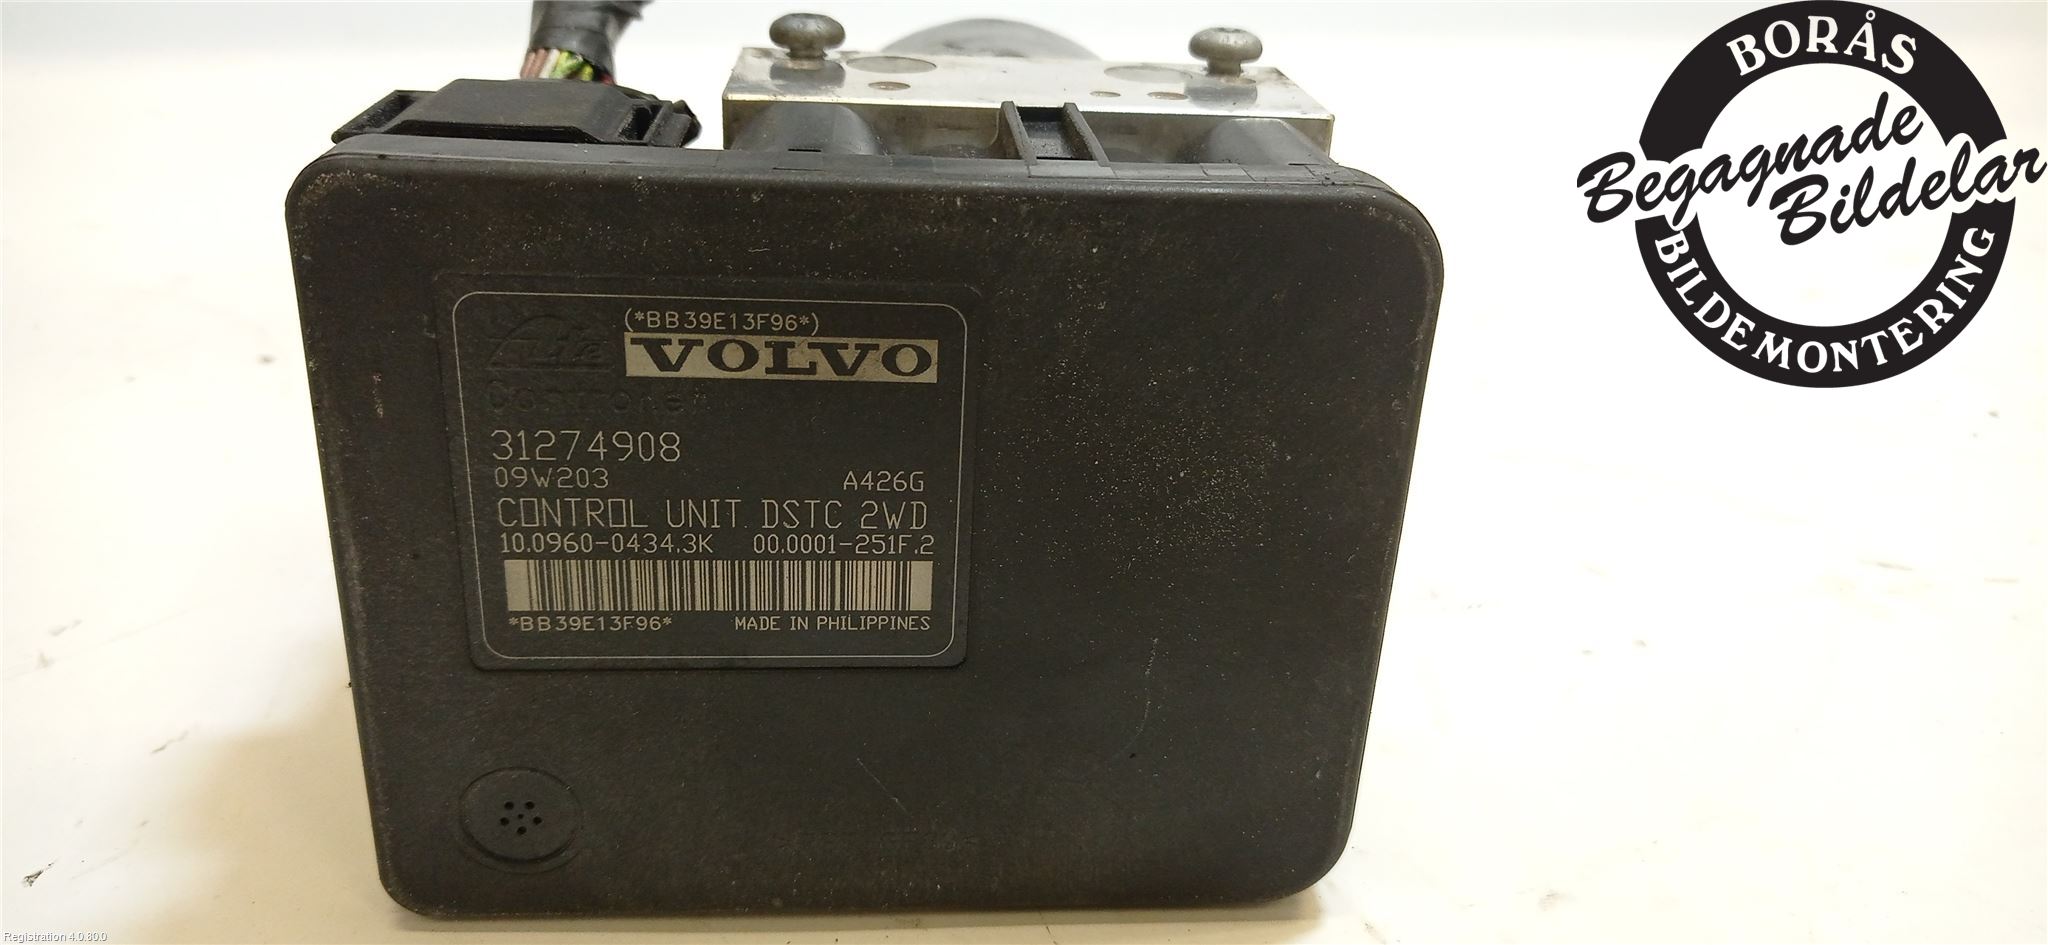 BORÅS
Begagnade
Bildelar
BILDEMONTERING
(*BB39E13F96*)
Ate
VOLVO
31274908
09W203 A426G
CONTROL UNIT DSTC 2WD
10.0960-0434.3K 00.0001-251F.2
*BB39E13F96* MADE IN PHILIPPINES
Registration 4.0.80.0